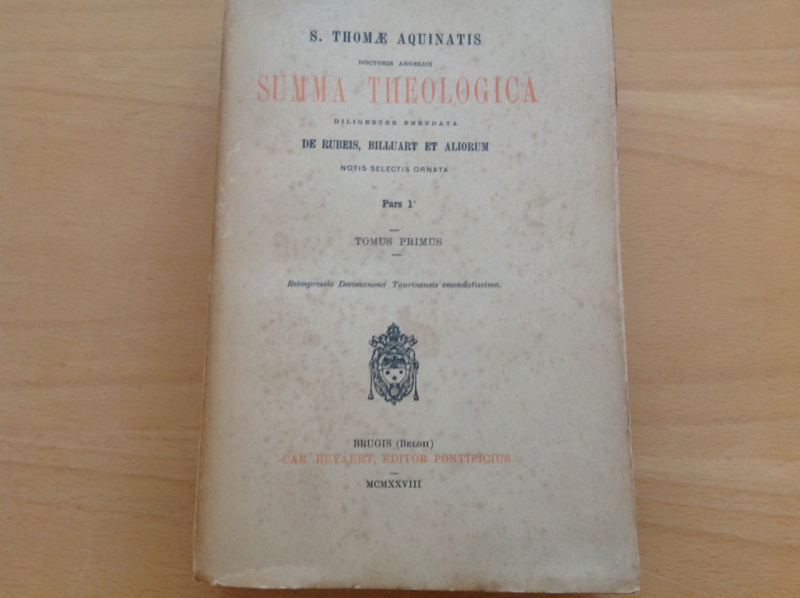 S. THOMÆ AQUINATIS
DOCTORIS ANGELICI
SUMMA THEOLOGICA
DILIGENTER EMENDATA
DE RUBEIS, BILLUART ET ALIORUM
NOTIS SELECTIS ORNATA
Pars 1ª
TOMUS PRIMUS
Reimpressio Decimanona Taurinensis emendatissima.
BRUGIS (BELGII)
CAR. BEYAERT, EDITOR PONTIFICIUS
MCMXXVIII